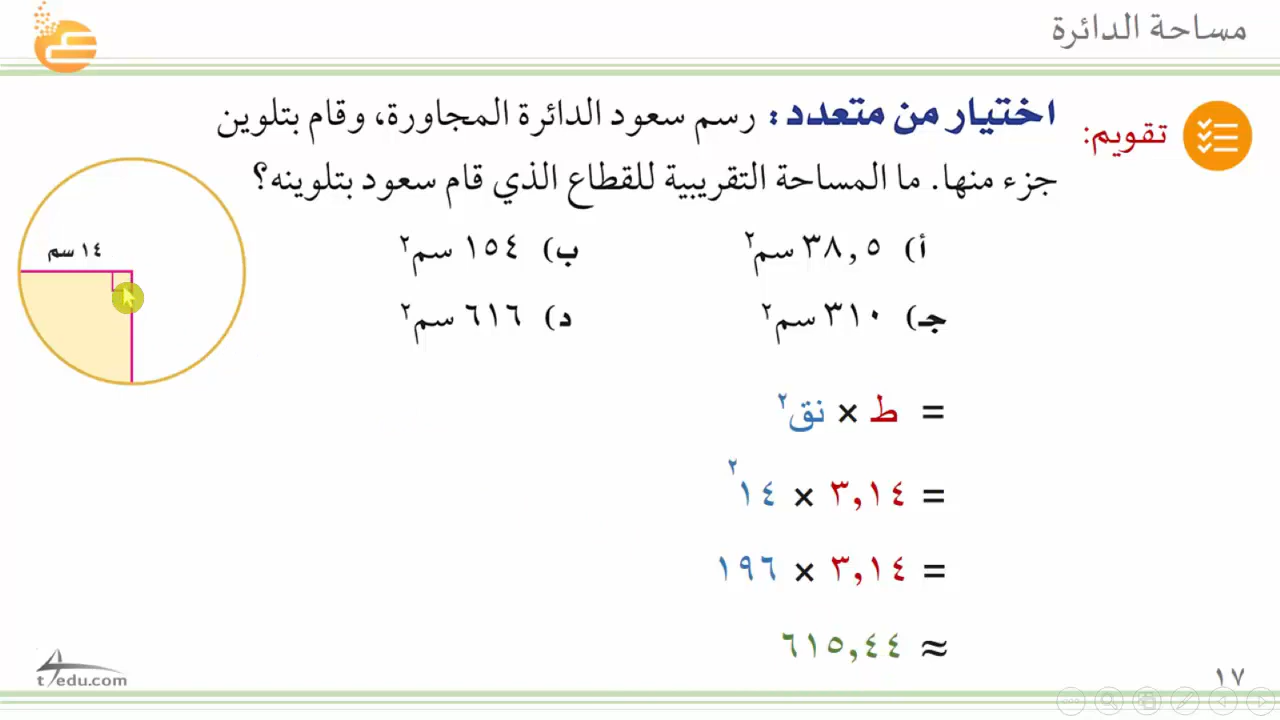 مساحة الدائرة
تقويم:
اختيار من متعدد: رسم سعود الدائرة المجاورة، وقام بتلوين
جزء منها. ما المساحة التقريبية للقطاع الذي قام سعود بتلوينه؟
١٤ سم
أ) ٣٨,٥ سم٢ ب) ١٥٤ سم٢
جـ) ٣١٠ سم٢ د) ٦١٦ سم٢
= ط × نق٢
= ٣,١٤ × ١٤٢
= ٣,١٤ × ١٩٦
≈ ٦١٥,٤٤
t4edu.com
١٧